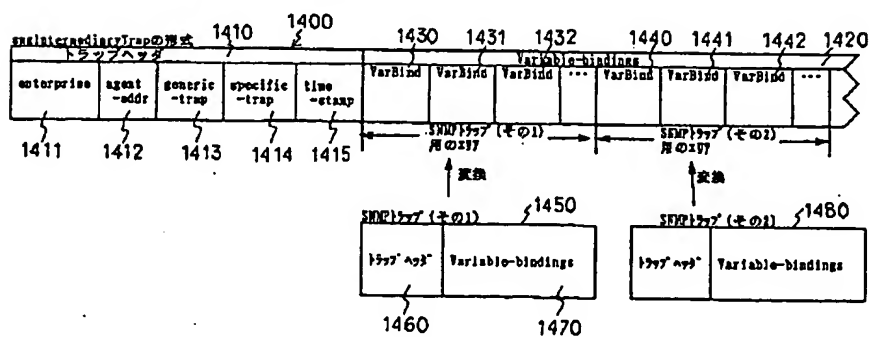 smgIntermediaryTrapの形式
1410
1400
1430
1431
1432
1440
1441
1442
1420
トラップヘッダ
Variable-bindings
enterprise
agent
-addr
generic
-trap
specific
-trap
time
-stamp
VarBind
VarBind
VarBind
...
VarBind
VarBind
VarBind
...
1411
1412
1413
1414
1415
SNMPトラップ(その1)
用のエリア
SNMPトラップ(その2)
用のエリア
変換
変換
SNMPトラップ(その1)
1450
SNMPトラップ(その2)
1480
トラップヘッダ
Variable-bindings
トラップヘッダ
Variable-bindings
1460
1470